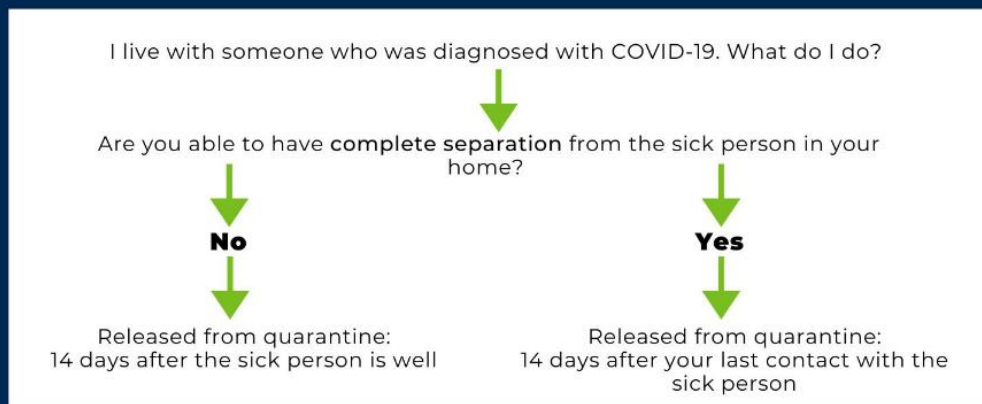 I live with someone who was diagnosed with COVID-19. What do I do?
Are you able to have complete separation from the sick person in your
home?
No
Yes
Released from quarantine:
14 days after the sick person is well
Released from quarantine:
14 days after your last contact with the
sick person